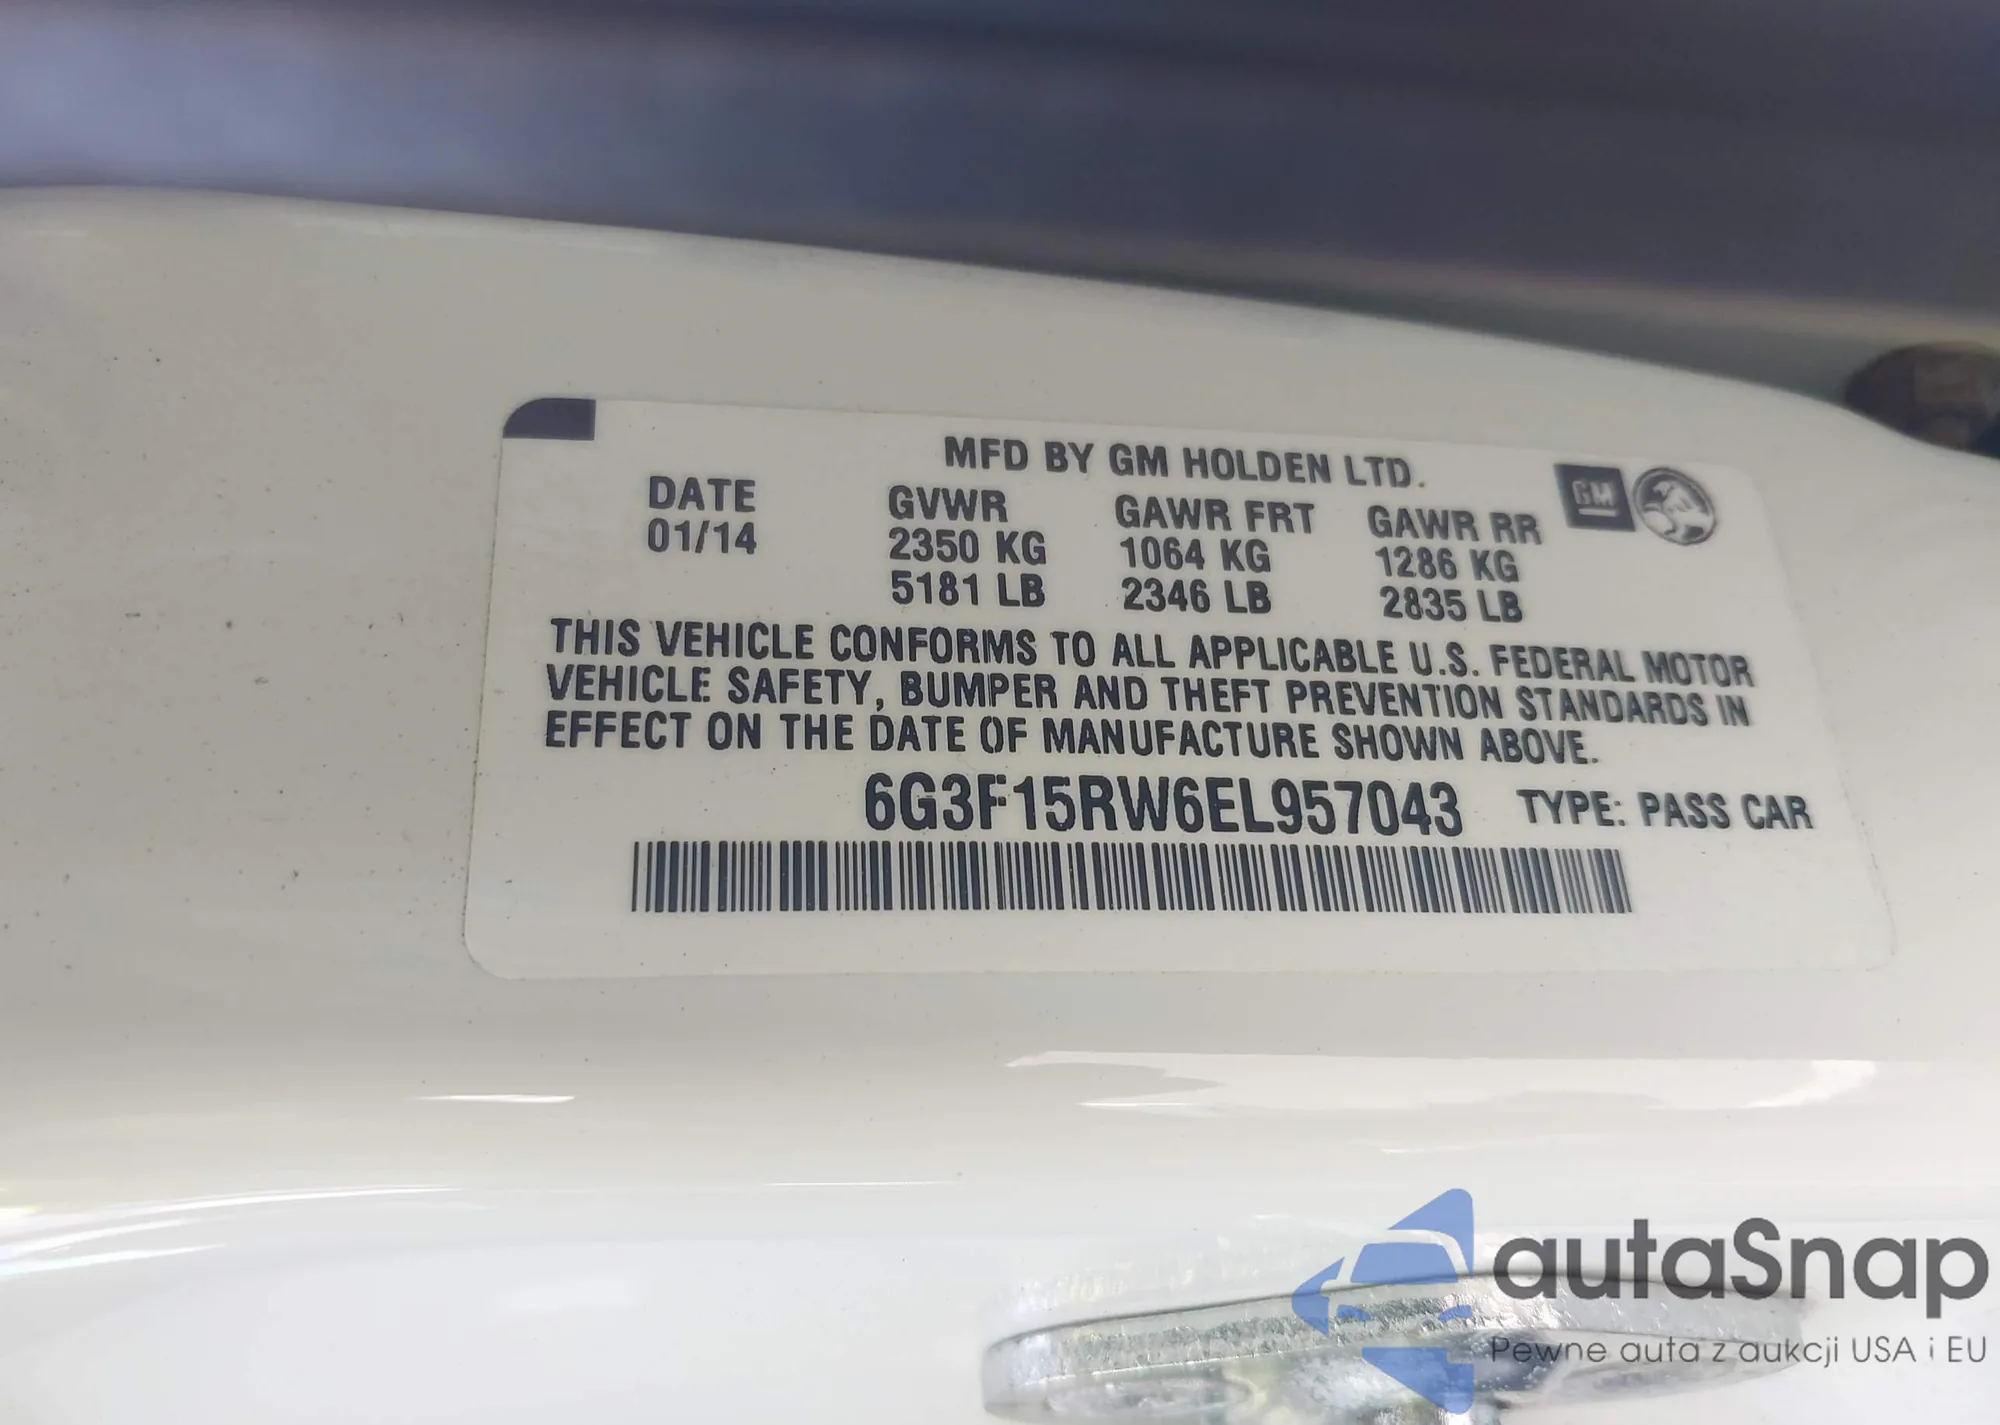 MFD BY GM HOLDEN LTD.
DATE GVWR GAWR FRT GAWR RR GM
01/14 2350 KG 1064 KG 1286 KG
5181 LB 2346 LB 2835 LB
THIS VEHICLE CONFORMS TO ALL APPLICABLE U.S. FEDERAL MOTOR
VEHICLE SAFETY, BUMPER AND THEFT PREVENTION STANDARDS IN
EFFECT ON THE DATE OF MANUFACTURE SHOWN ABOVE.
6G3F15RW6EL957043 TYPE: PASS CAR
autaSnap
Pewne auta z aukcji USA i EU